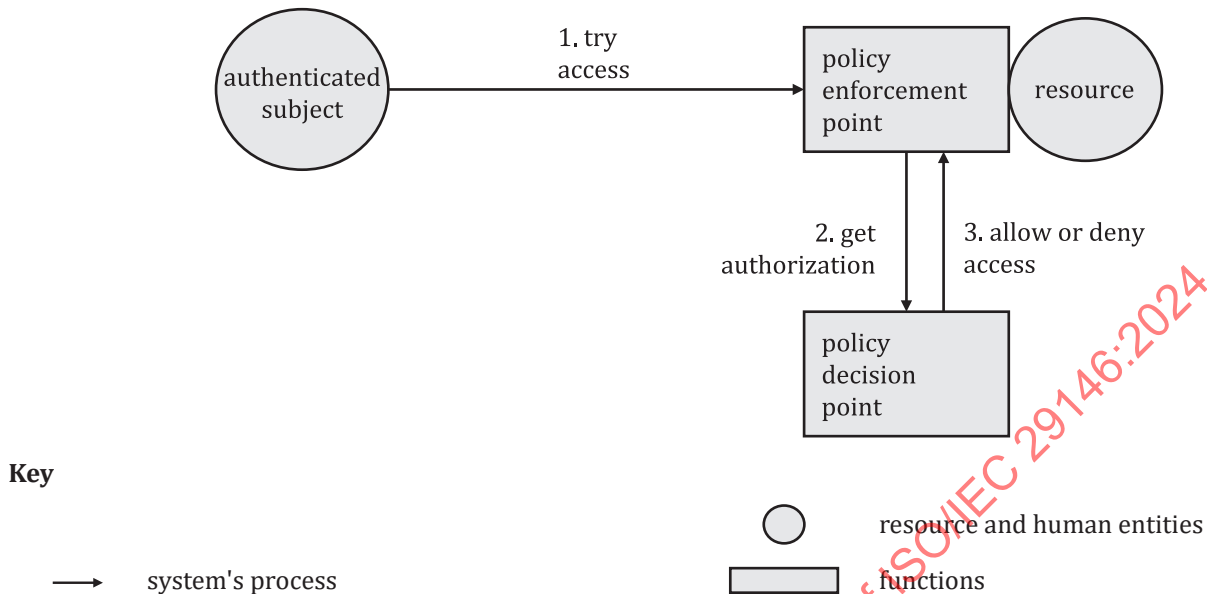 1. try
access
authenticated
subject
policy
enforcement
point
resource
2. get
authorization
3. allow or deny
access
policy
decision
point
Key
resource and human entities
system's process
functions
f ISO/IEC 29146:2024